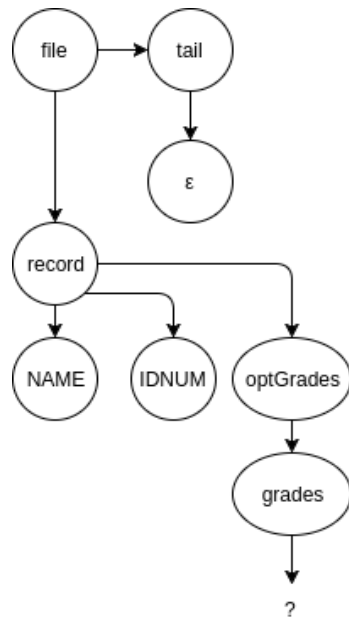 file
tail
ε
record
NAME
IDNUM
optGrades
grades
?